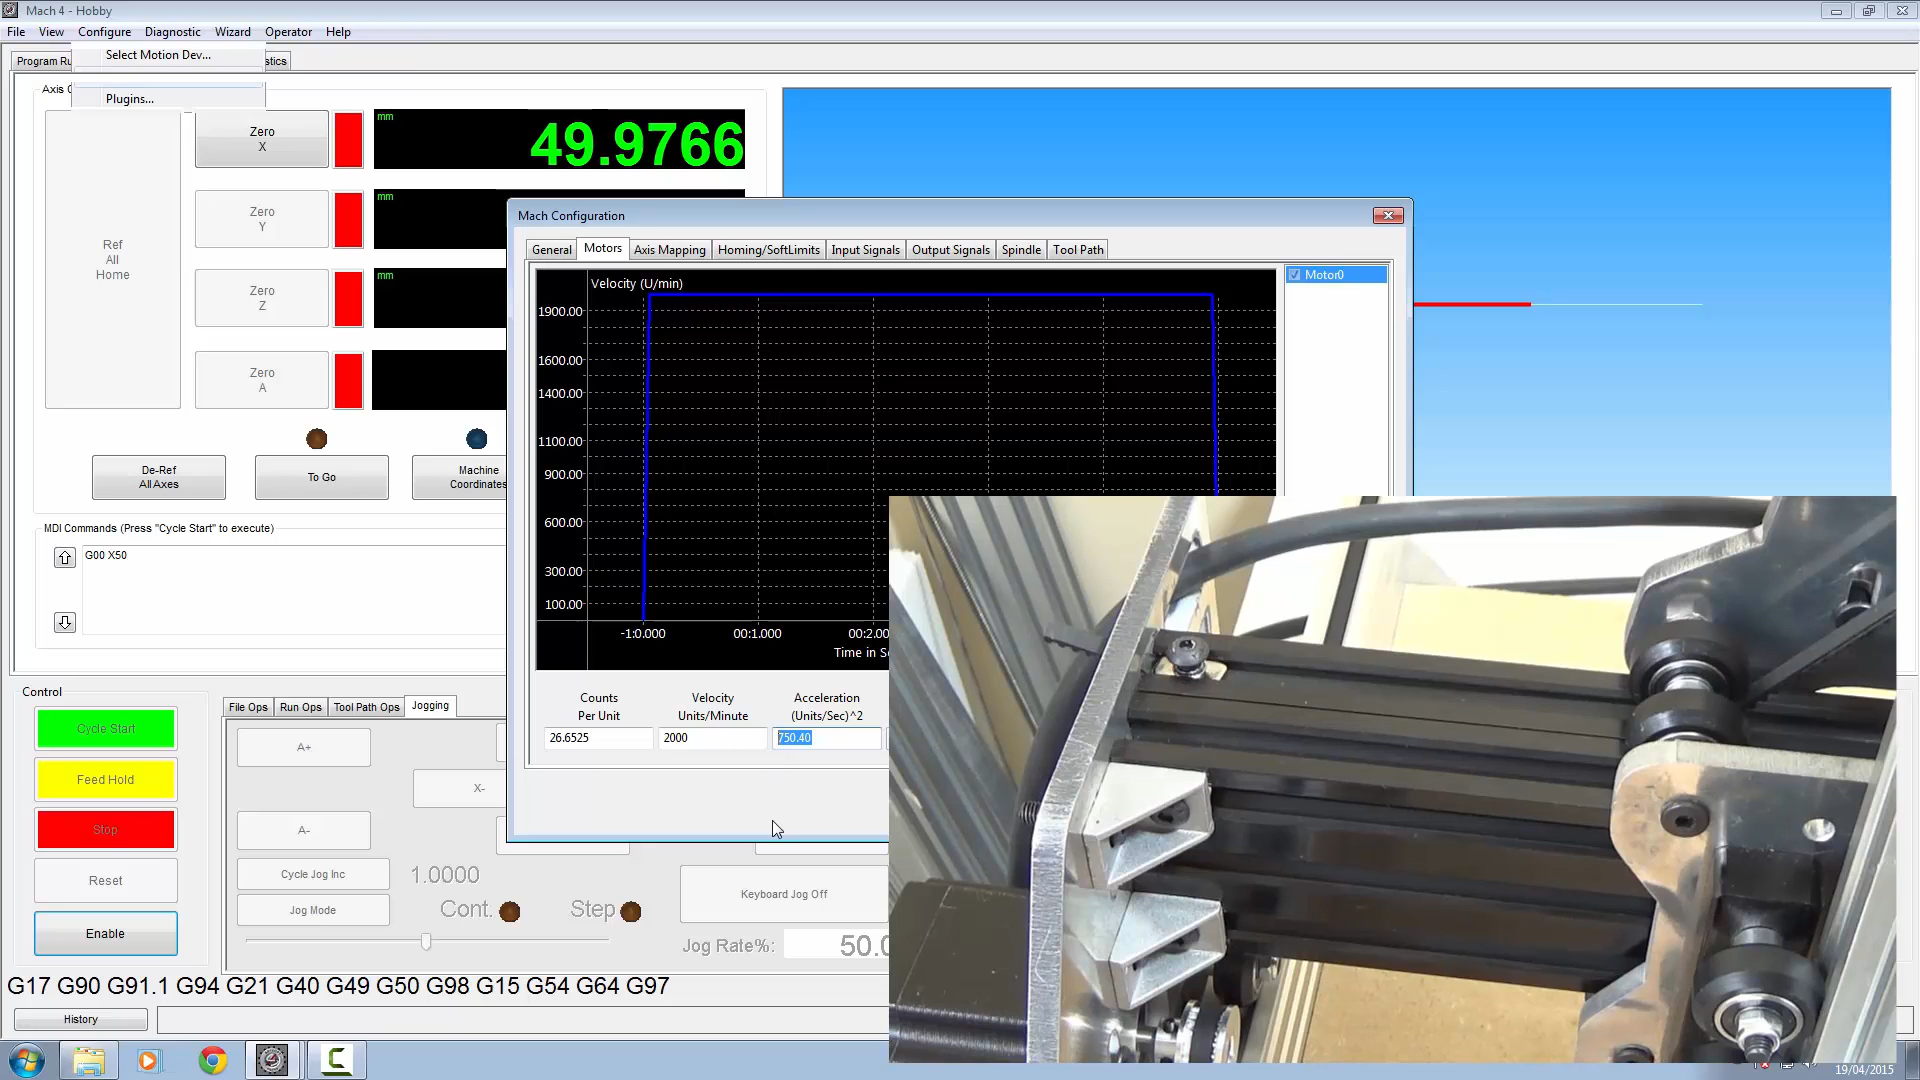 Mach 4 - Hobby
File View Configure Diagnostic Wizard Operator Help
Select Motion Dev...
Program Ru
stics
Plugins...
Axis C
Ref
All
Home
Zero
X
mm
49.9766
Zero
Y
mm
Zero
Z
mm
Zero
A
De-Ref
All Axes
To Go
Machine
Coordinates
MDI Commands (Press "Cycle Start" to execute)
G00 X50
Mach Configuration
General Motors Axis Mapping Homing/SoftLimits Input Signals Output Signals Spindle Tool Path
Velocity (U/min)
Motor0
1900.00
1600.00
1400.00
1100.00
900.00
600.00
300.00
100.00
-1:0.000 00:1.000 00:2.00
Time in Se
Counts
Per Unit
Velocity
Units/Minute
Acceleration
(Units/Sec)^2
26.6525
2000
750.40
Control
Cycle Start
Feed Hold
Stop
Reset
Enable
File Ops Run Ops Tool Path Ops Jogging
A+
X-
A-
Cycle Jog Inc
1.0000
Keyboard Jog Off
Jog Mode
Cont.
Step
Jog Rate%:
50.0
G17 G90 G91.1 G94 G21 G40 G49 G50 G98 G15 G54 G64 G97
History
19/04/2015